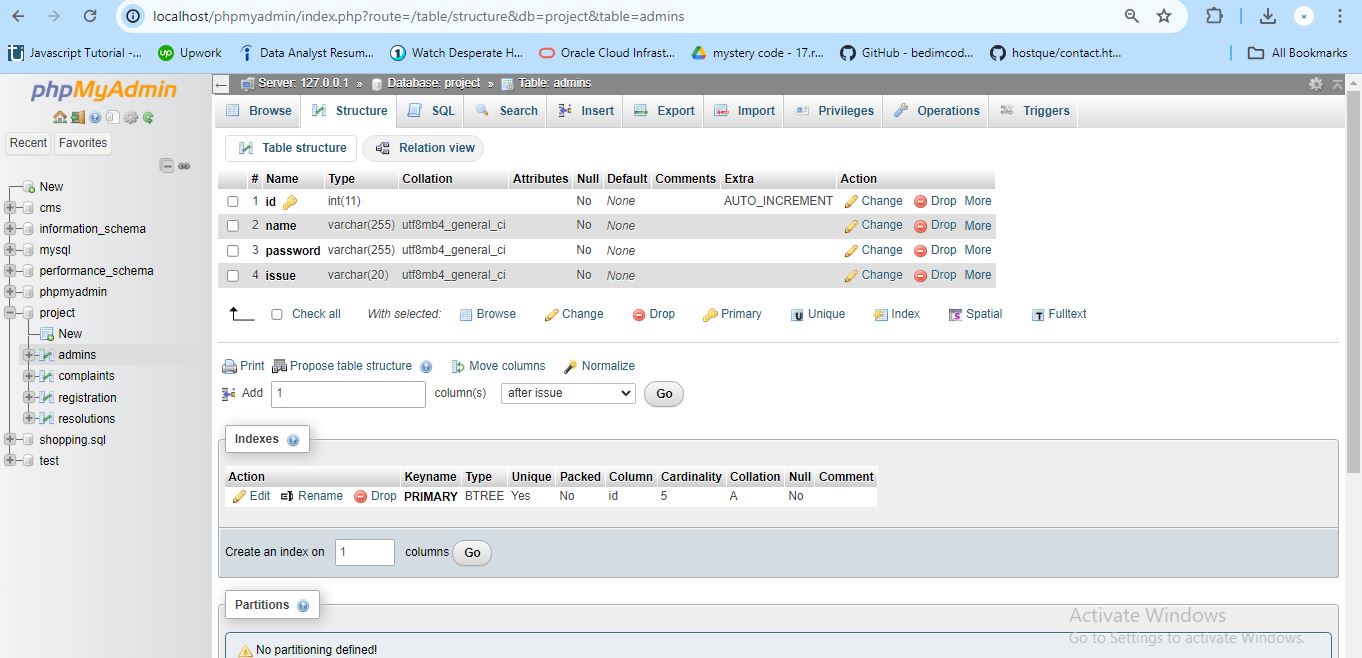 localhost/phpmyadmin/index.php?route=/table/structure&db=project&table=admins
Javascript Tutorial -... Upwork Data Analyst Resum... Watch Desperate H... Oracle Cloud Infrast... mystery code - 17.r... GitHub - bedimcod... hostque/contact.ht... All Bookmarks
phpMyAdmin
Recent Favorites
New
cms
information_schema
mysql
performance_schema
phpmyadmin
project
New
admins
complaints
registration
resolutions
shopping.sql
test
Server: 127.0.0.1 » Database: project » Table: admins
Browse Structure SQL Search Insert Export Import Privileges Operations Triggers
Table structure Relation view
# Name Type Collation Attributes Null Default Comments Extra Action
1 id int(11) No None AUTO_INCREMENT Change Drop More
2 name varchar(255) utf8mb4_general_ci No None Change Drop More
3 password varchar(255) utf8mb4_general_ci No None Change Drop More
4 issue varchar(20) utf8mb4_general_ci No None Change Drop More
Check all With selected: Browse Change Drop Primary Unique Index Spatial Fulltext
Print Propose table structure Move columns Normalize
Add 1 column(s) after issue Go
Indexes
Action Keyname Type Unique Packed Column Cardinality Collation Null Comment
Edit Rename Drop PRIMARY BTREE Yes No id 5 A No
Create an index on 1 columns Go
Partitions
No partitioning defined!
Activate Windows
Go to Settings to activate Windows.